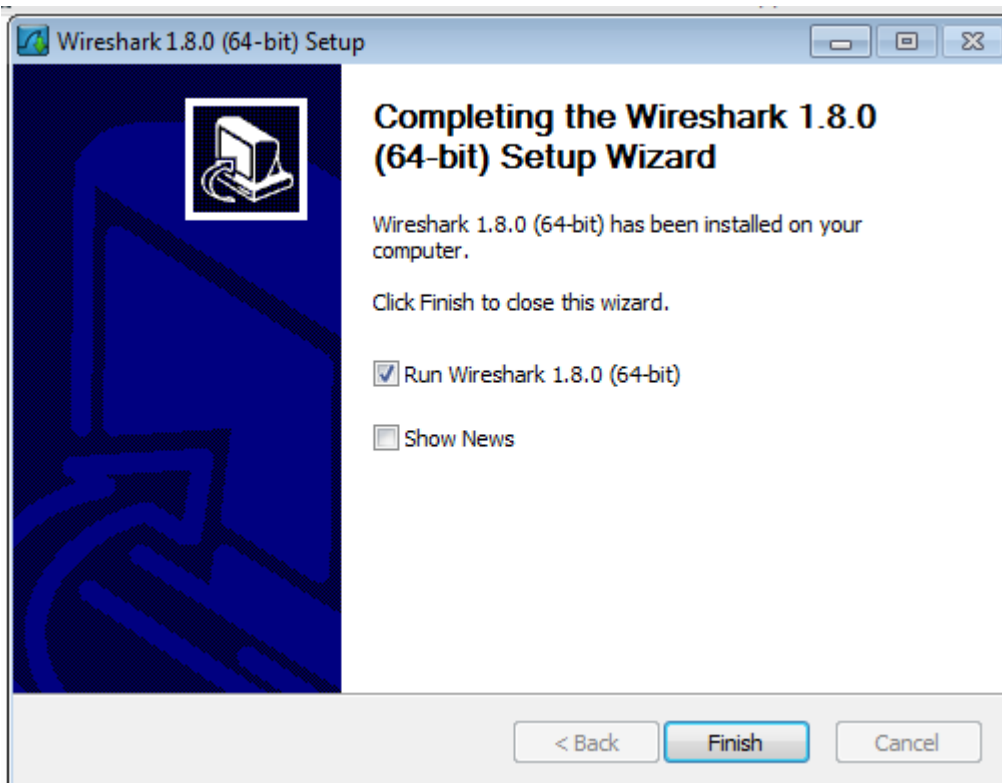 Wireshark 1.8.0 (64-bit) Setup
Completing the Wireshark 1.8.0
(64-bit) Setup Wizard
Wireshark 1.8.0 (64-bit) has been installed on your
computer.
Click Finish to close this wizard.
Run Wireshark 1.8.0 (64-bit)
Show News
< Back Finish Cancel